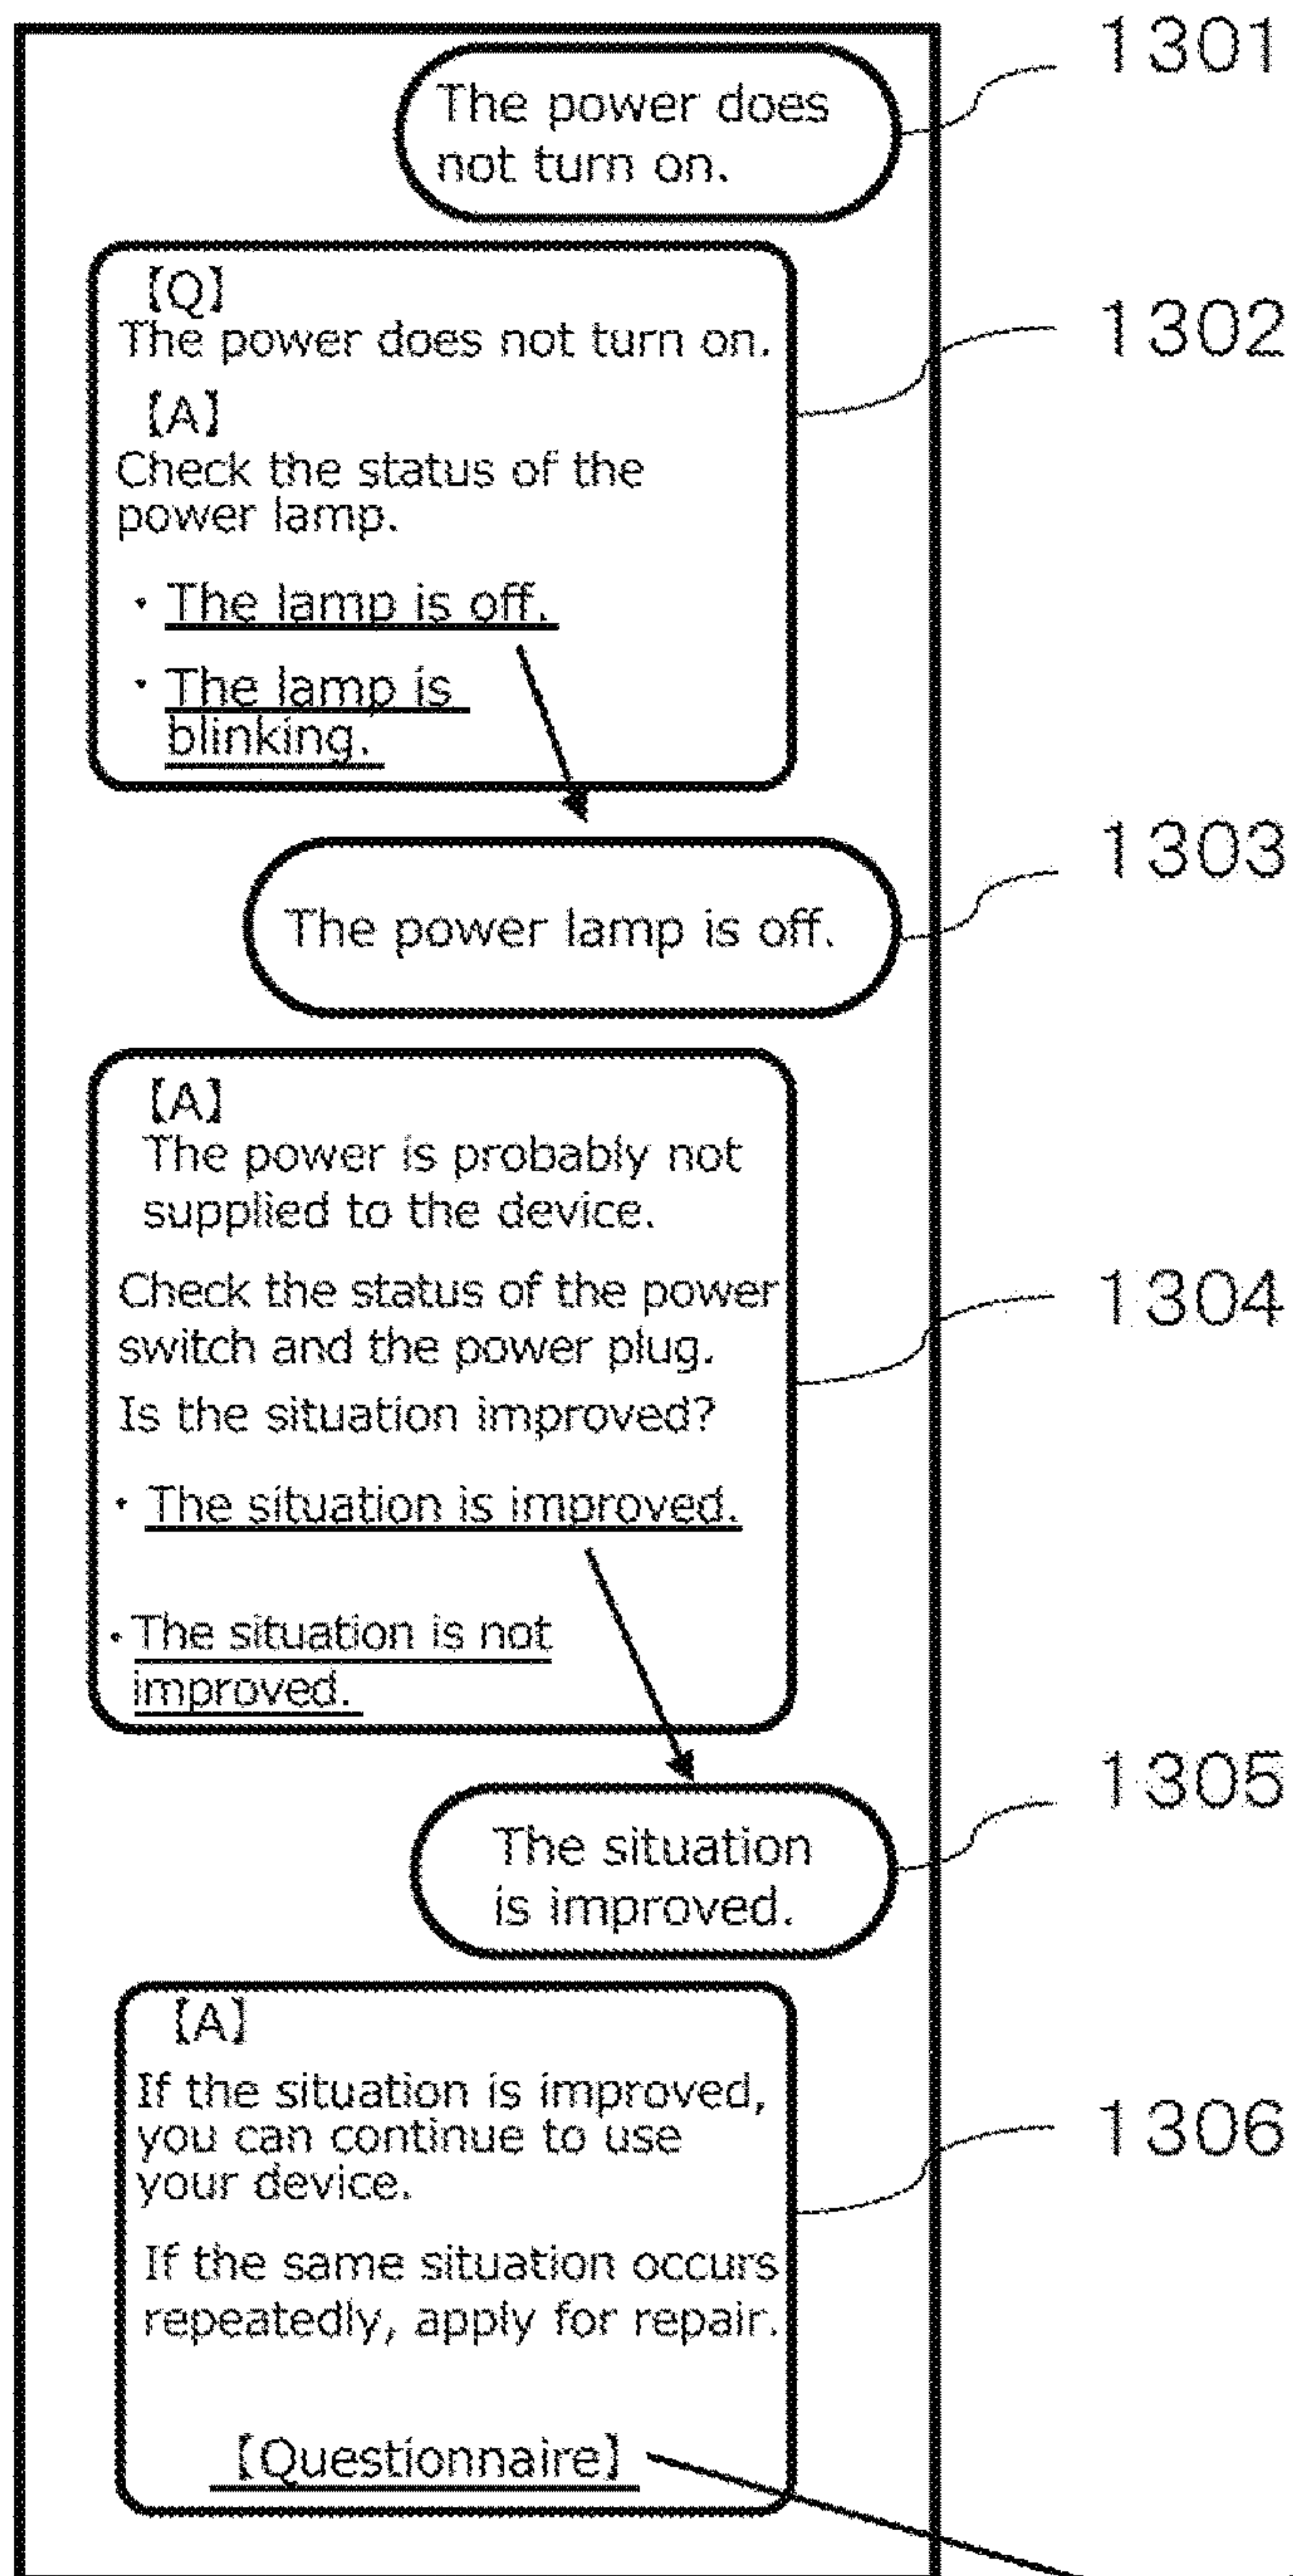 The power does
not turn on.
1301
【Q】
The power does not turn on.
1302
【A】
Check the status of the
power lamp.
・The lamp is off.
・The lamp is
blinking.
1303
The power lamp is off.
【A】
The power is probably not
supplied to the device.
Check the status of the power
1304
switch and the power plug.
Is the situation improved?
・The situation is improved.
・The situation is not
improved.
1305
The situation
is improved.
【A】
If the situation is improved,
you can continue to use
1306
your device.
If the same situation occurs
repeatedly, apply for repair.
【Questionnaire】